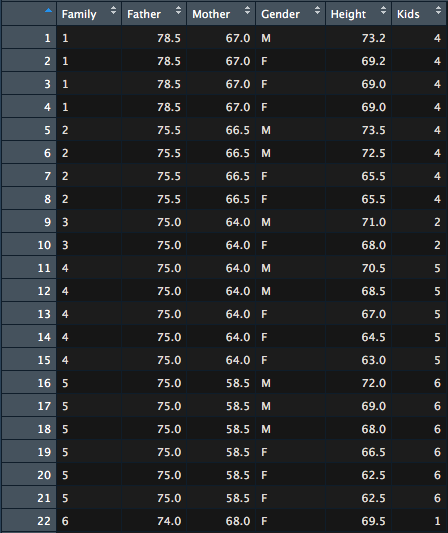 Family Father Mother Gender Height Kids
1 1 78.5 67.0 M 73.2 4
2 1 78.5 67.0 F 69.2 4
3 1 78.5 67.0 F 69.0 4
4 1 78.5 67.0 F 69.0 4
5 2 75.5 66.5 M 73.5 4
6 2 75.5 66.5 M 72.5 4
7 2 75.5 66.5 F 65.5 4
8 2 75.5 66.5 F 65.5 4
9 3 75.0 64.0 M 71.0 2
10 3 75.0 64.0 F 68.0 2
11 4 75.0 64.0 M 70.5 5
12 4 75.0 64.0 M 68.5 5
13 4 75.0 64.0 F 67.0 5
14 4 75.0 64.0 F 64.5 5
15 4 75.0 64.0 F 63.0 5
16 5 75.0 58.5 M 72.0 6
17 5 75.0 58.5 M 69.0 6
18 5 75.0 58.5 M 68.0 6
19 5 75.0 58.5 F 66.5 6
20 5 75.0 58.5 F 62.5 6
21 5 75.0 58.5 F 62.5 6
22 6 74.0 68.0 F 69.5 1